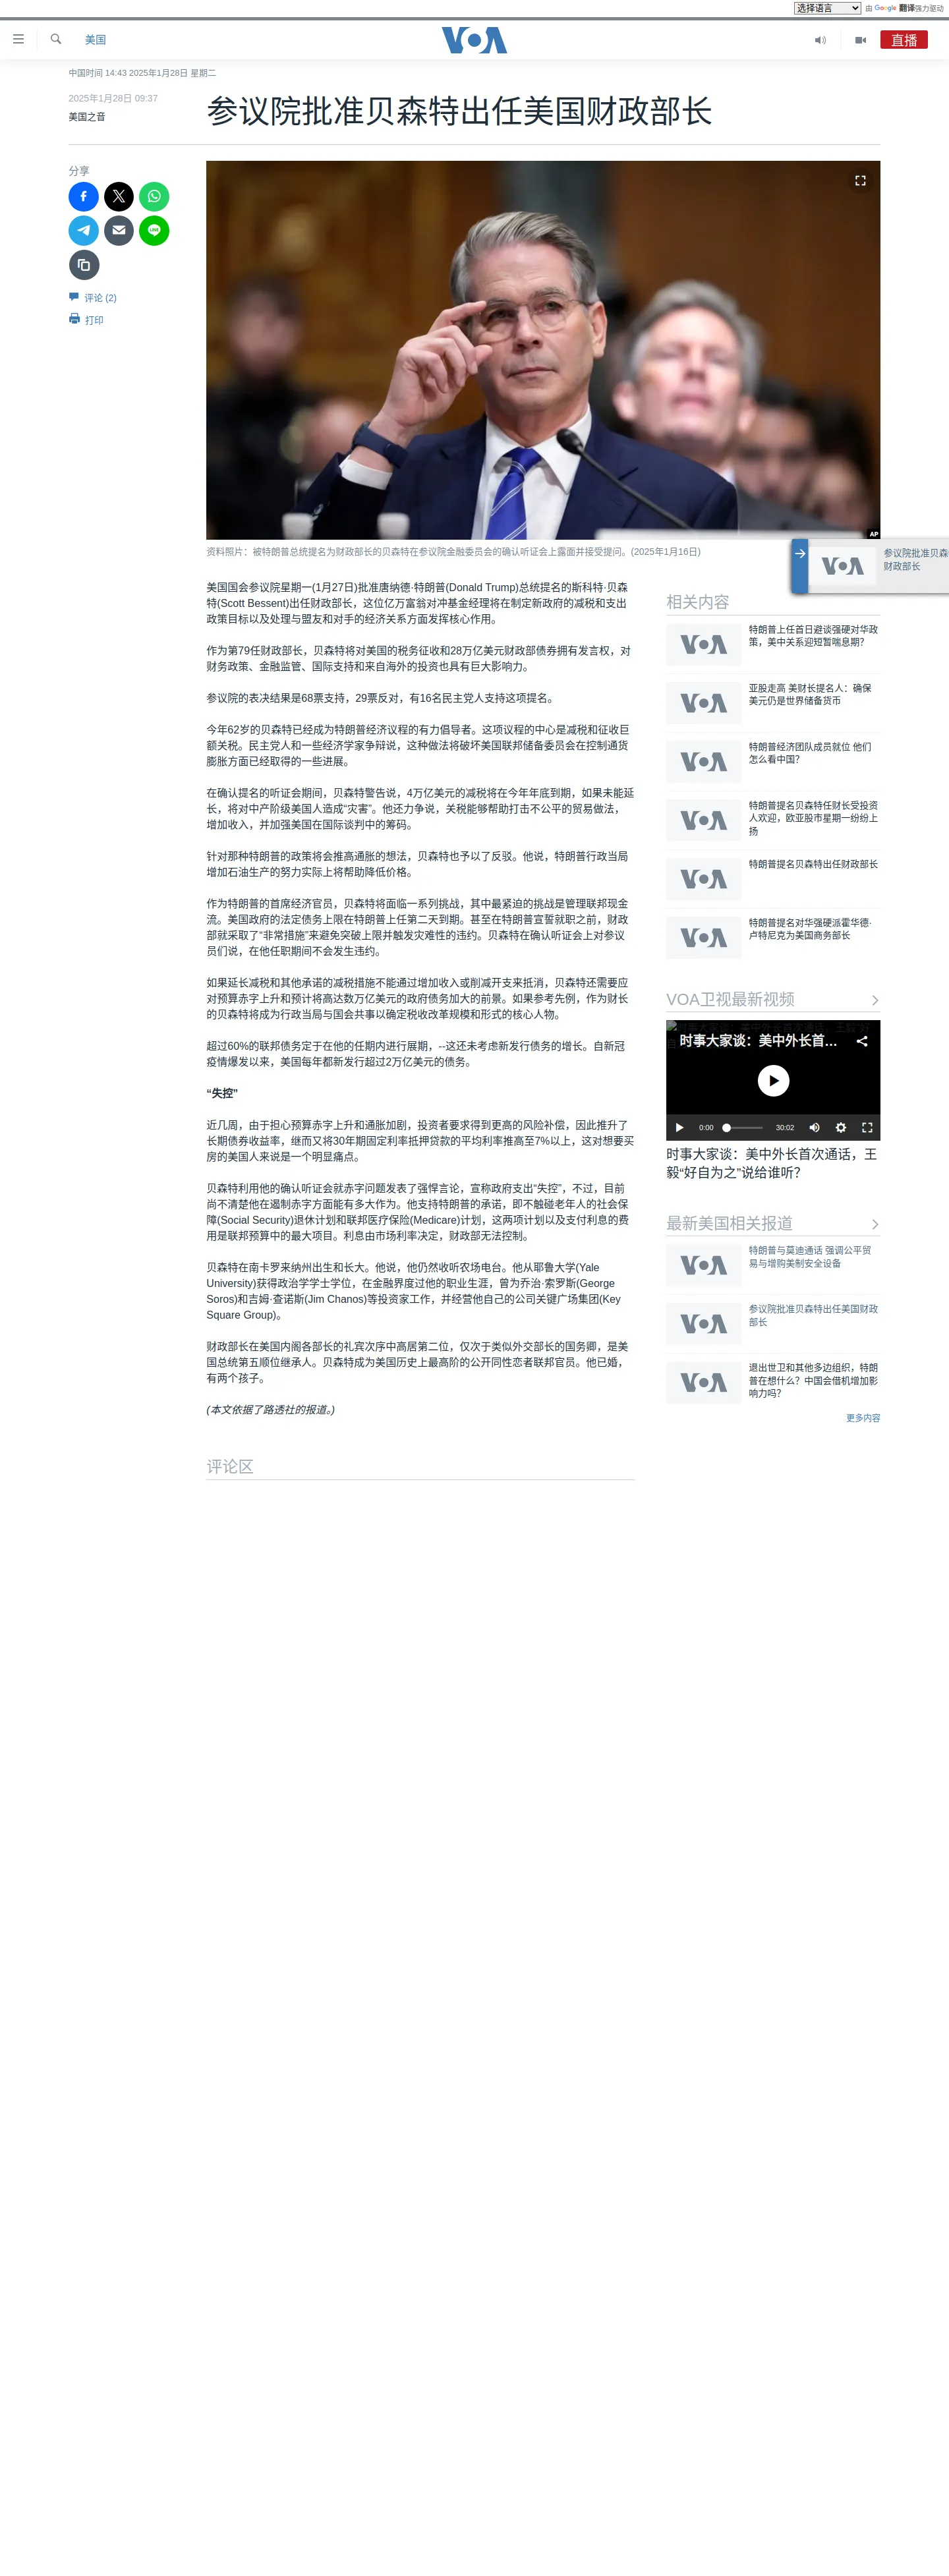 选择语言 由 Google 翻译强力驱动
美国
VOA
直播
中国时间 14:43 2025年1月28日 星期二
2025年1月28日 09:37
美国之音
参议院批准贝森特出任美国财政部长
分享
LINE
评论 (2)
打印
AP
资料照片：被特朗普总统提名为财政部长的贝森特在参议院金融委员会的确认听证会上露面并接受提问。(2025年1月16日)
美国国会参议院星期一(1月27日)批准唐纳德·特朗普(Donald Trump)总统提名的斯科特·贝森
特(Scott Bessent)出任财政部长，这位亿万富翁对冲基金经理将在制定新政府的减税和支出
政策目标以及处理与盟友和对手的经济关系方面发挥核心作用。
作为第79任财政部长，贝森特将对美国的税务征收和28万亿美元财政部债券拥有发言权，对
财务政策、金融监管、国际支持和来自海外的投资也具有巨大影响力。
参议院的表决结果是68票支持，29票反对，有16名民主党人支持这项提名。
今年62岁的贝森特已经成为特朗普经济议程的有力倡导者。这项议程的中心是减税和征收巨
额关税。民主党人和一些经济学家争辩说，这种做法将破坏美国联邦储备委员会在控制通货
膨胀方面已经取得的一些进展。
在确认提名的听证会期间，贝森特警告说，4万亿美元的减税将在今年年底到期，如果未能延
长，将对中产阶级美国人造成“灾害”。他还力争说，关税能够帮助打击不公平的贸易做法，
增加收入，并加强美国在国际谈判中的筹码。
针对那种特朗普的政策将会推高通胀的想法，贝森特也予以了反驳。他说，特朗普行政当局
增加石油生产的努力实际上将帮助降低价格。
作为特朗普的首席经济官员，贝森特将面临一系列挑战，其中最紧迫的挑战是管理联邦现金
流。美国政府的法定债务上限在特朗普上任第二天到期。甚至在特朗普宣誓就职之前，财政
部就采取了“非常措施”来避免突破上限并触发灾难性的违约。贝森特在确认听证会上对参议
员们说，在他任职期间不会发生违约。
如果延长减税和其他承诺的减税措施不能通过增加收入或削减开支来抵消，贝森特还需要应
对预算赤字上升和预计将高达数万亿美元的政府债务加大的前景。如果参考先例，作为财长
的贝森特将成为行政当局与国会共事以确定税收改革规模和形式的核心人物。
超过60%的联邦债务定于在他的任期内进行展期，--这还未考虑新发行债务的增长。自新冠
疫情爆发以来，美国每年都新发行超过2万亿美元的债务。
“失控”
近几周，由于担心预算赤字上升和通胀加剧，投资者要求得到更高的风险补偿，因此推升了
长期债券收益率，继而又将30年期固定利率抵押贷款的平均利率推高至7%以上，这对想要买
房的美国人来说是一个明显痛点。
贝森特利用他的确认听证会就赤字问题发表了强悍言论，宣称政府支出“失控”，不过，目前
尚不清楚他在遏制赤字方面能有多大作为。他支持特朗普的承诺，即不触碰老年人的社会保
障(Social Security)退休计划和联邦医疗保险(Medicare)计划，这两项计划以及支付利息的费
用是联邦预算中的最大项目。利息由市场利率决定，财政部无法控制。
贝森特在南卡罗来纳州出生和长大。他说，他仍然收听农场电台。他从耶鲁大学(Yale
University)获得政治学学士学位，在金融界度过他的职业生涯，曾为乔治·索罗斯(George
Soros)和吉姆·查诺斯(Jim Chanos)等投资家工作，并经营他自己的公司关键广场集团(Key
Square Group)。
财政部长在美国内阁各部长的礼宾次序中高居第二位，仅次于类似外交部长的国务卿，是美
国总统第五顺位继承人。贝森特成为美国历史上最高阶的公开同性恋者联邦官员。他已婚，
有两个孩子。
(本文依据了路透社的报道。)
评论区
VOA
参议院批准贝森
财政部长
相关内容
VOA
特朗普上任首日避谈强硬对华政
策，美中关系迎短暂喘息期？
VOA
亚股走高 美财长提名人：确保
美元仍是世界储备货币
VOA
特朗普经济团队成员就位 他们
怎么看中国？
VOA
特朗普提名贝森特任财长受投资
人欢迎，欧亚股市星期一纷纷上
扬
VOA
特朗普提名贝森特出任财政部长
VOA
特朗普提名对华强硬派霍华德·
卢特尼克为美国商务部长
VOA卫视最新视频
时事大家谈：美中外长首…
0:00 30:02
时事大家谈：美中外长首次通话，王
毅“好自为之”说给谁听？
最新美国相关报道
VOA
特朗普与莫迪通话 强调公平贸
易与增购美制安全设备
VOA
参议院批准贝森特出任美国财政
部长
VOA
退出世卫和其他多边组织，特朗
普在想什么？中国会借机增加影
响力吗？
更多内容